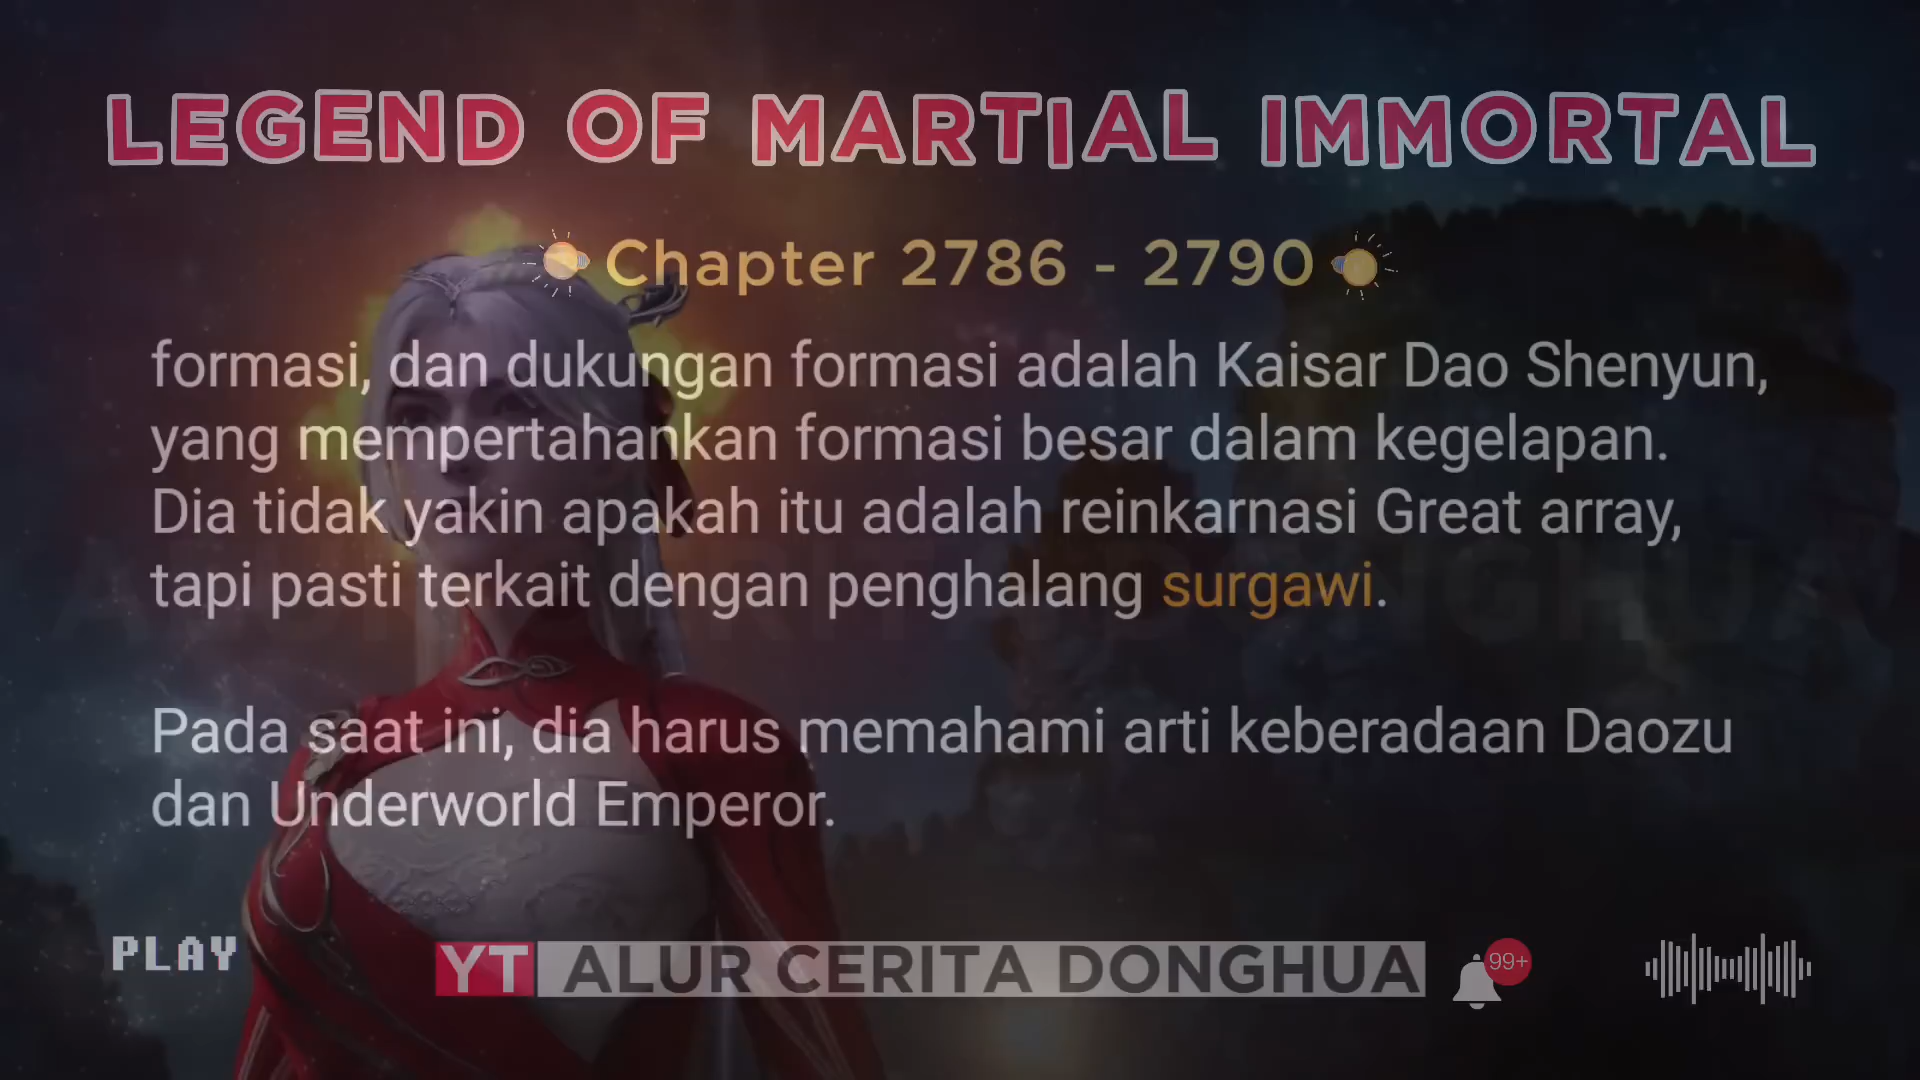 LEGEND OF MARTIAL IMMORTAL
Chapter 2786 - 2790
formasi, dan dukungan formasi adalah Kaisar Dao Shenyun,
yang mempertahankan formasi besar dalam kegelapan.
Dia tidak yakin apakah itu adalah reinkarnasi Great array,
tapi pasti terkait dengan penghalang surgawi.
Pada saat ini, dia harus memahami arti keberadaan Daozu
dan Underworld Emperor.
PLAY
YT ALUR CERITA DONGHUA
99+